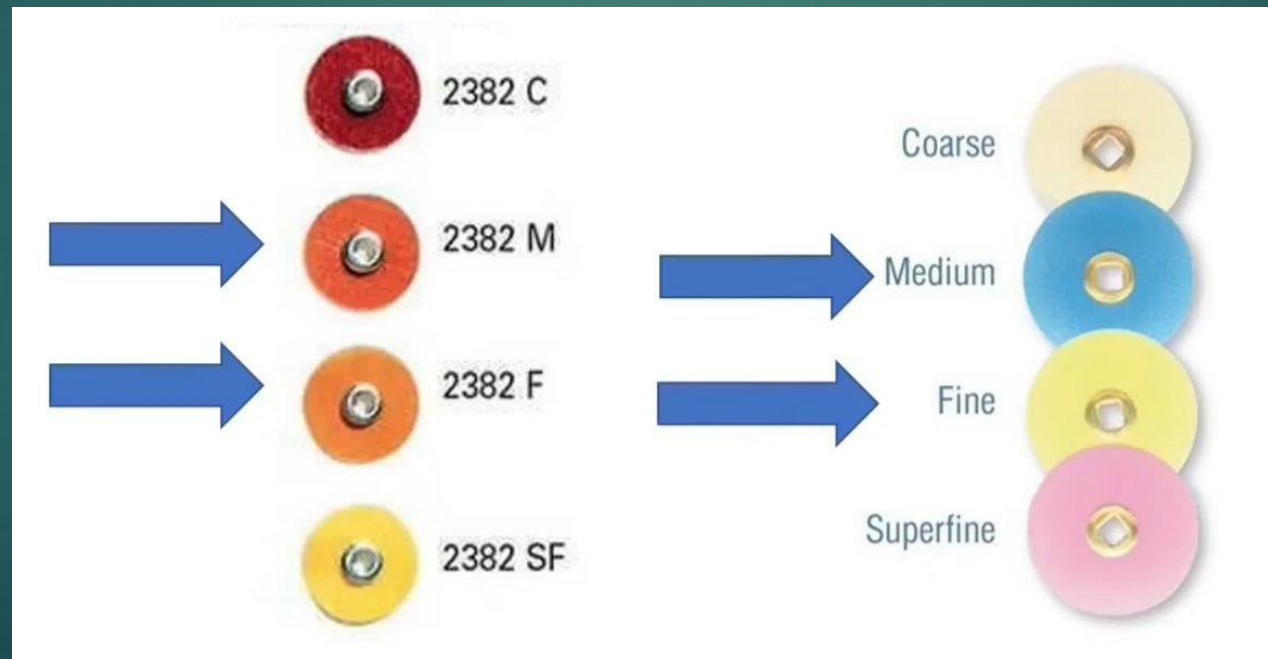 2382 C
2382 M
2382 F
2382 SF
Coarse
Medium
Fine
Superfine